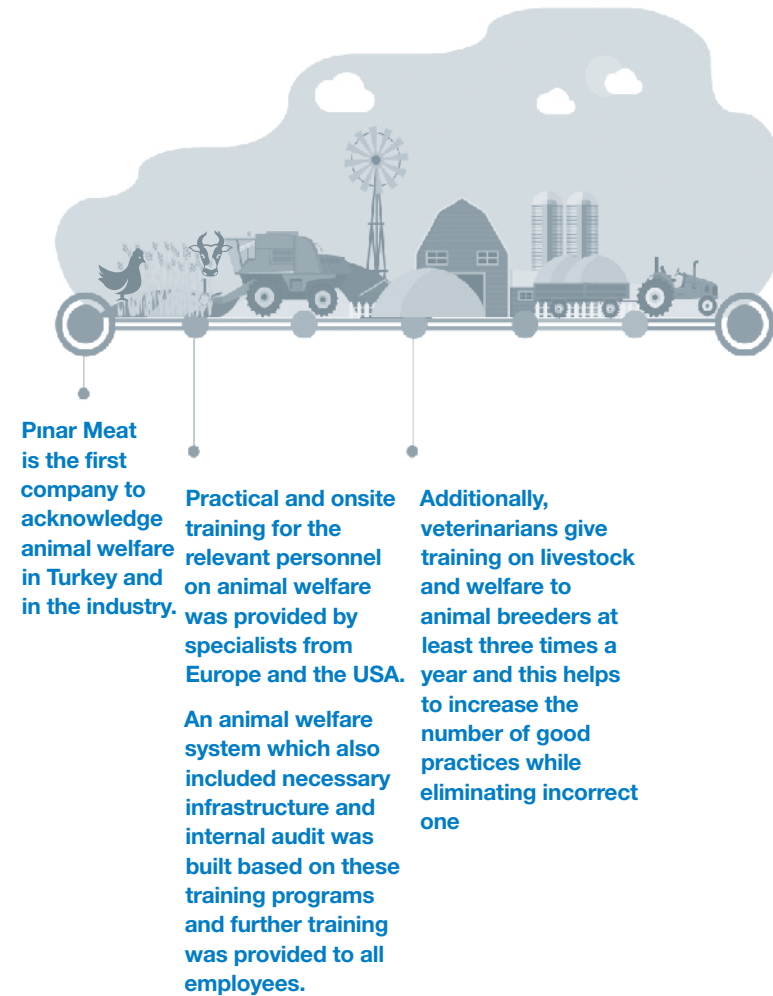 Pınar Meat
is the first
company to
acknowledge
animal welfare
in Turkey and
in the industry.
Practical and onsite
training for the
relevant personnel
on animal welfare
was provided by
specialists from
Europe and the USA.
An animal welfare
system which also
included necessary
infrastructure and
internal audit was
built based on these
training programs
and further training
was provided to all
employees.
Additionally,
veterinarians give
training on livestock
and welfare to
animal breeders at
least three times a
year and this helps
to increase the
number of good
practices while
eliminating incorrect
one